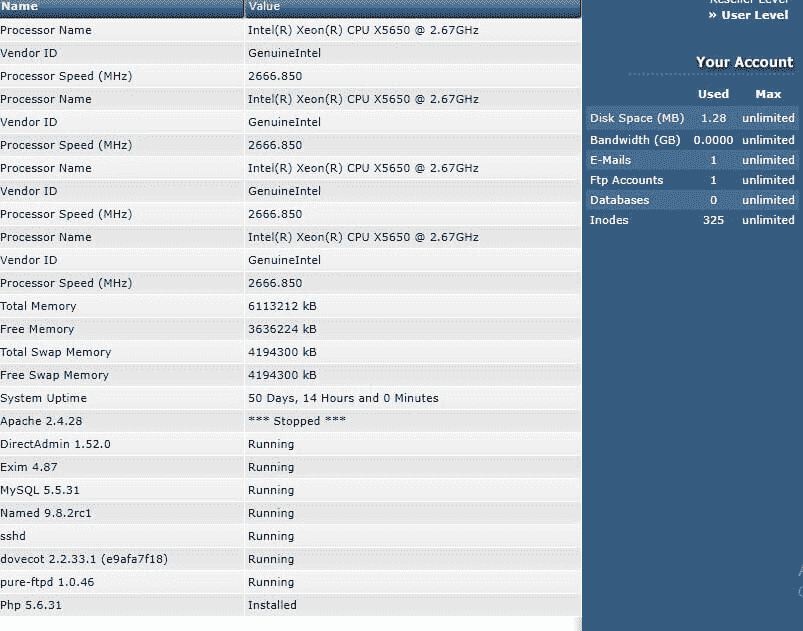 Name Value
Processor Name Intel(R) Xeon(R) CPU X5650 @ 2.67GHz
Vendor ID GenuineIntel
Processor Speed (MHz) 2666.850
Processor Name Intel(R) Xeon(R) CPU X5650 @ 2.67GHz
Vendor ID GenuineIntel
Processor Speed (MHz) 2666.850
Processor Name Intel(R) Xeon(R) CPU X5650 @ 2.67GHz
Vendor ID GenuineIntel
Processor Speed (MHz) 2666.850
Processor Name Intel(R) Xeon(R) CPU X5650 @ 2.67GHz
Vendor ID GenuineIntel
Processor Speed (MHz) 2666.850
Total Memory 6113212 kB
Free Memory 3636224 kB
Total Swap Memory 4194300 kB
Free Swap Memory 4194300 kB
System Uptime 50 Days, 14 Hours and 0 Minutes
Apache 2.4.28 *** Stopped ***
DirectAdmin 1.52.0 Running
Exim 4.87 Running
MySQL 5.5.31 Running
Named 9.8.2rc1 Running
sshd Running
dovecot 2.2.33.1 (e9afa7f18) Running
pure-ftpd 1.0.46 Running
Php 5.6.31 Installed
Reseller Level
» User Level
Your Account
Used Max
Disk Space (MB) 1.28 unlimited
Bandwidth (GB) 0.0000 unlimited
E-Mails 1 unlimited
Ftp Accounts 1 unlimited
Databases 0 unlimited
Inodes 325 unlimited